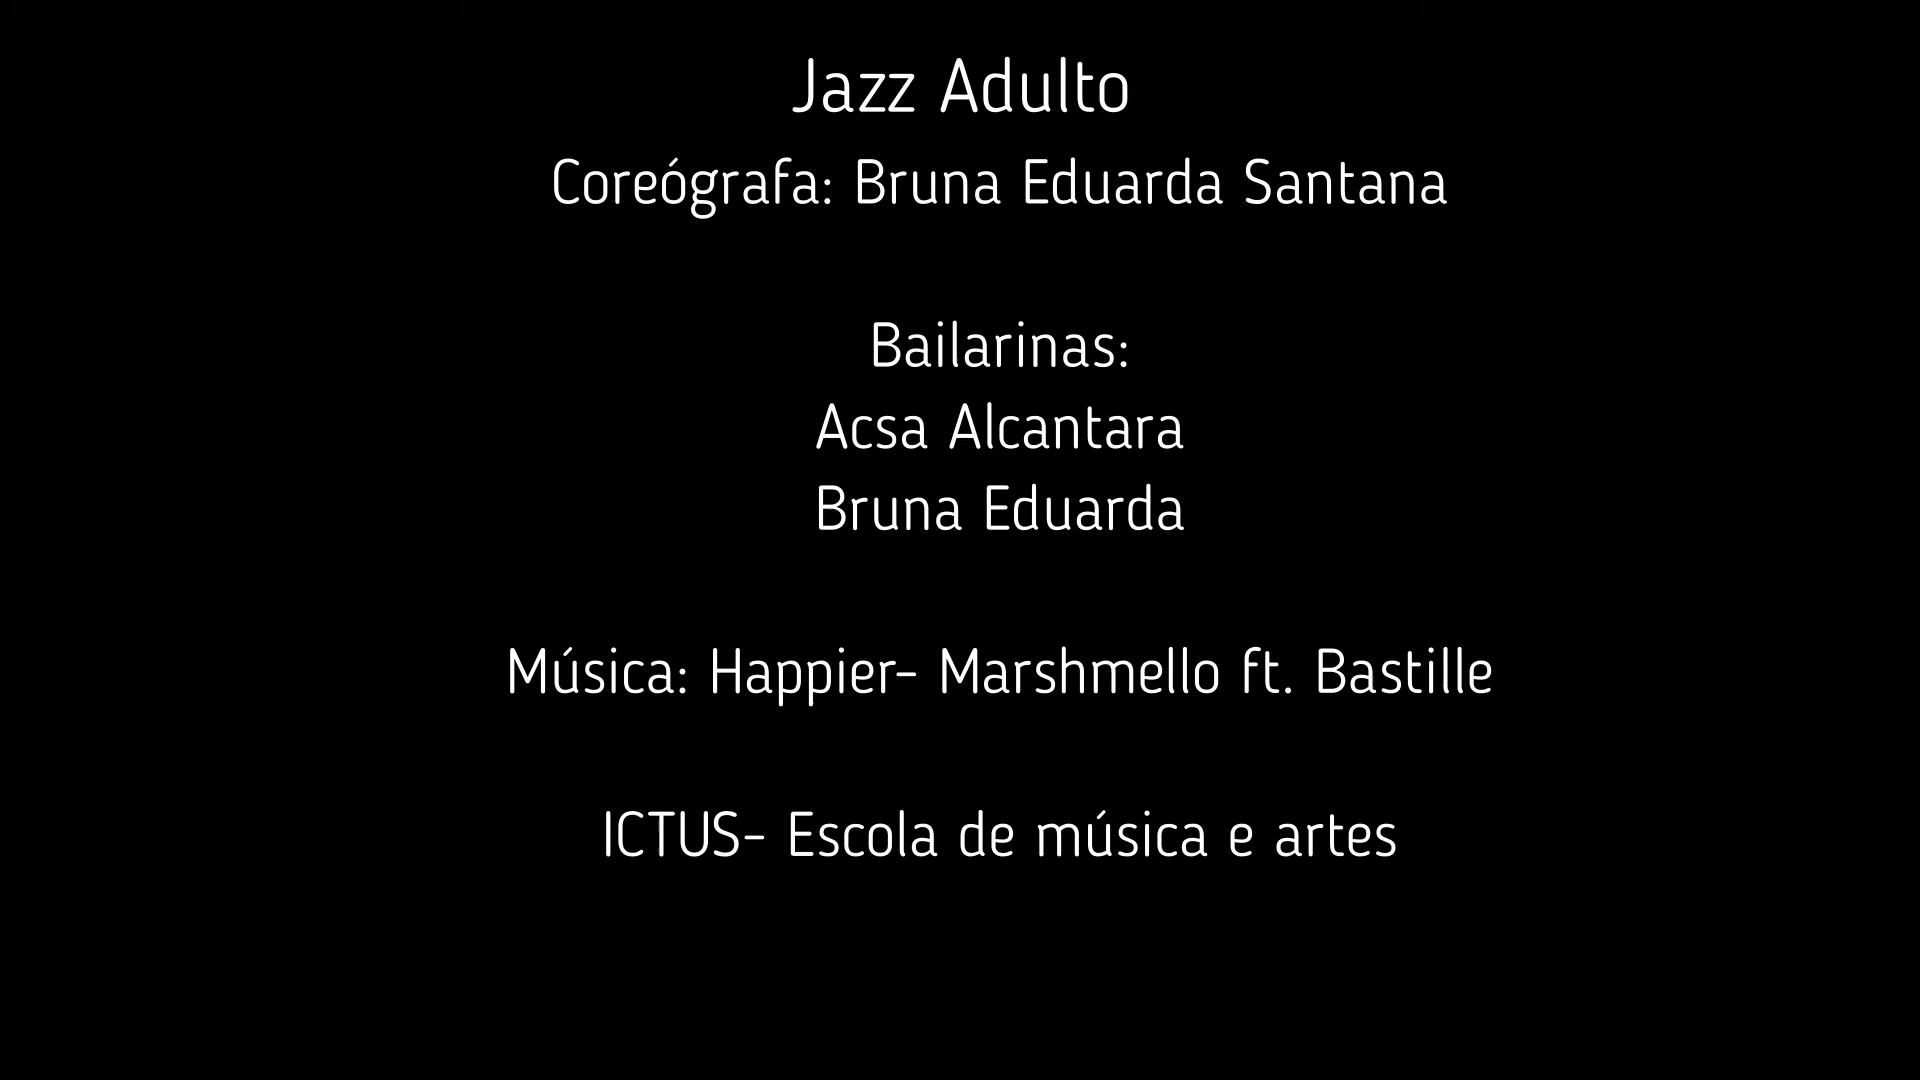 Jazz Adulto
Coreógrafa: Bruna Eduarda Santana
Bailarinas:
Acsa Alcantara
Bruna Eduarda
Música: Happier- Marshmello ft. Bastille
ICTUS- Escola de música e artes